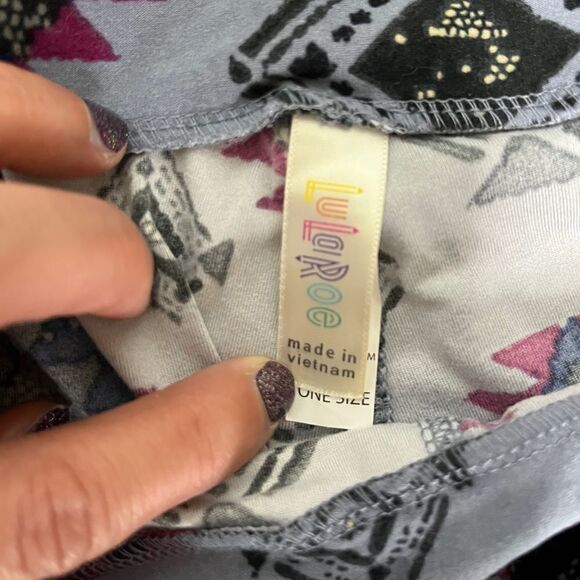 LuLaRoe
made in
vietnam
M
ONE SIZE